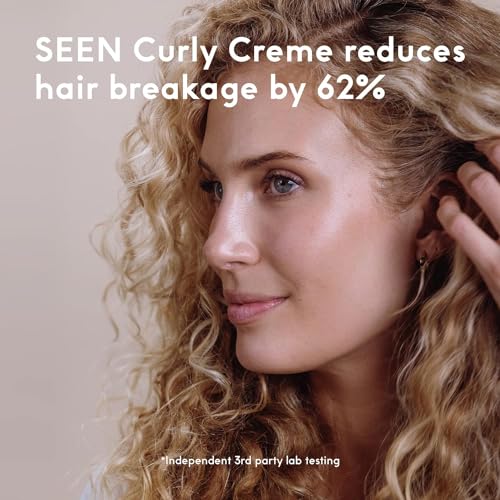 SEEN Curly Creme reduces
hair breakage by 62%
*Independent 3rd party lab testing